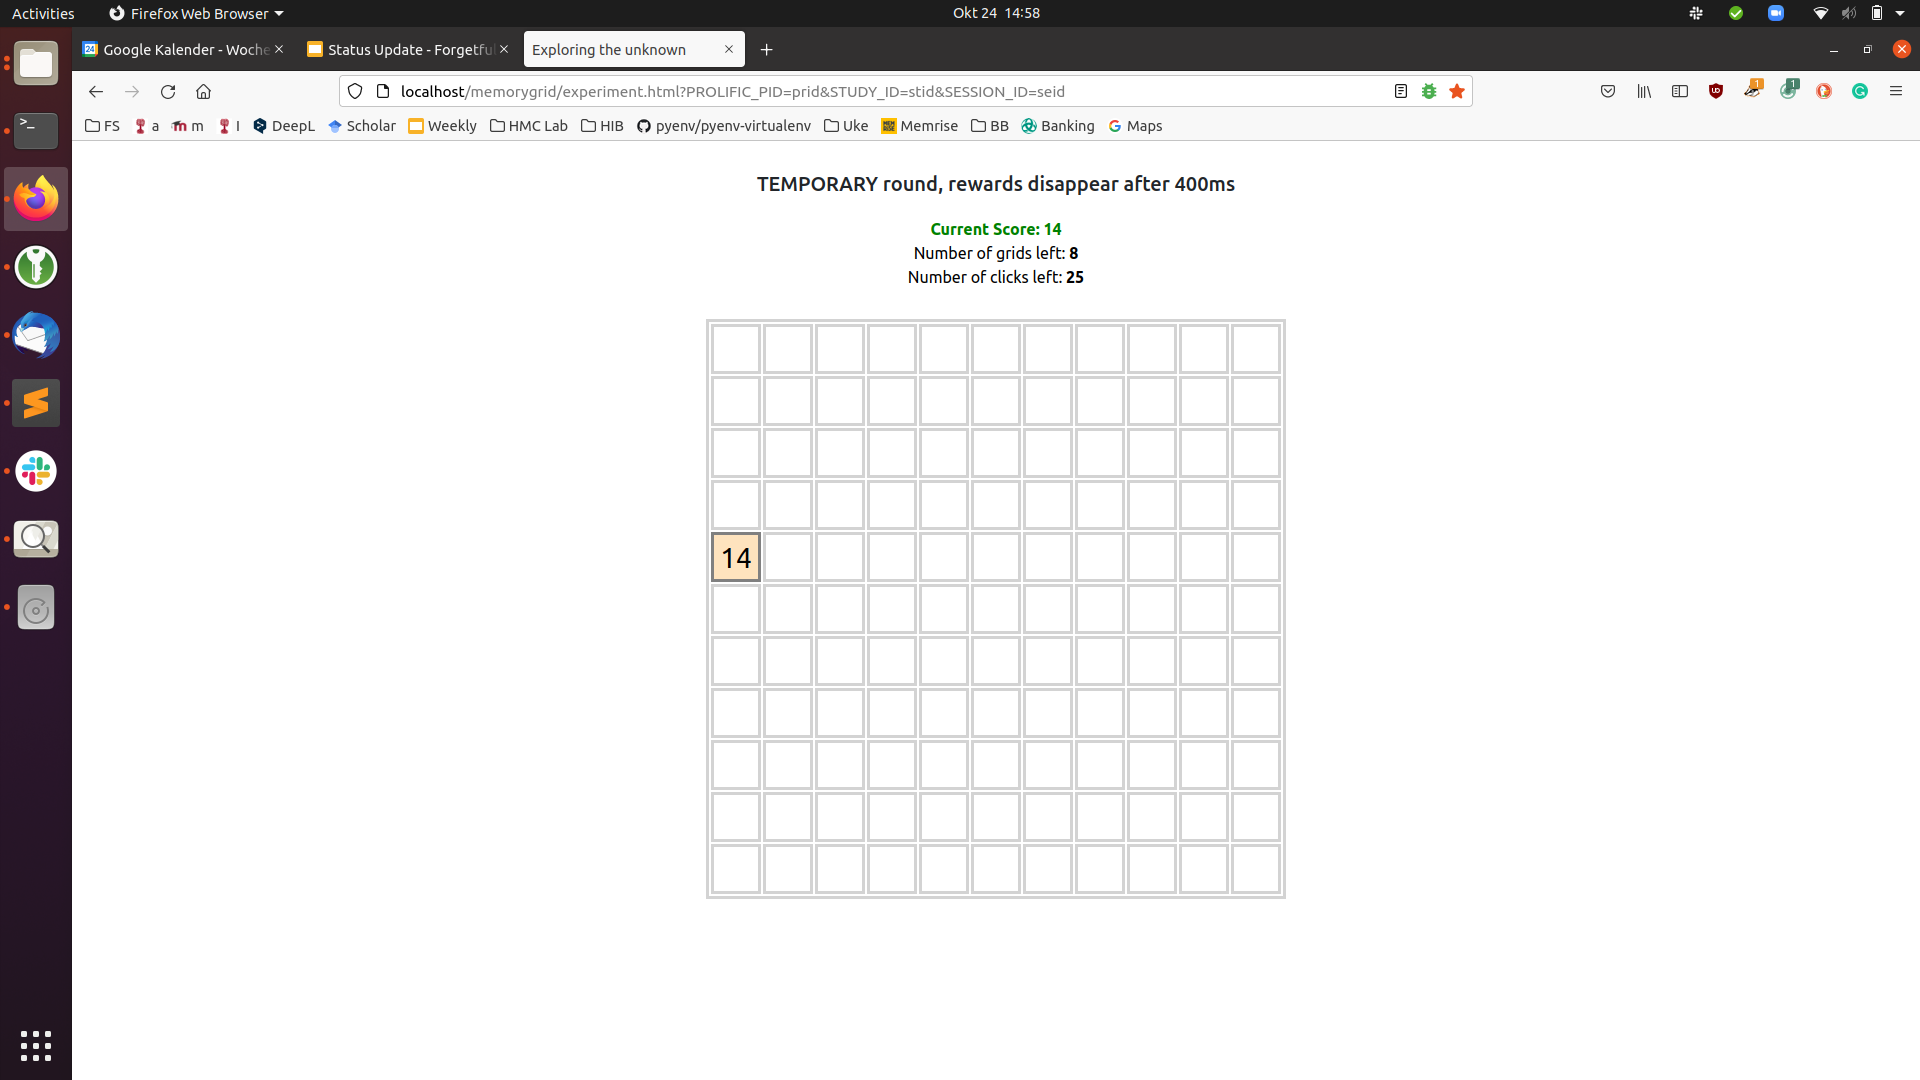 Activities
Firefox Web Browser
Okt 24 14:58
24 Google Kalender - Woche
Status Update - Forgetfu
Exploring the unknown
localhost/memorygrid/experiment.html?PROLIFIC_PID=prid&STUDY_ID=stid&SESSION_ID=seid
1
1
FS
a
m
I
DeepL
Scholar
Weekly
HMC Lab
HIB
pyenv/pyenv-virtualenv
Uke
Memrise
BB
Banking
Maps
TEMPORARY round, rewards disappear after 400ms
Current Score: 14
Number of grids left: 8
Number of clicks left: 25
14